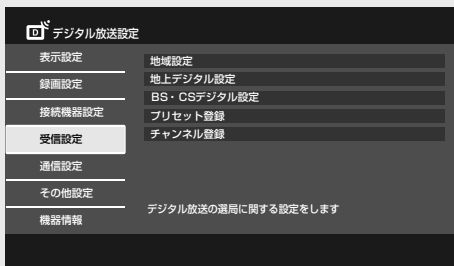 D デジタル放送設定
表示設定
録画設定
接続機器設定
受信設定
通信設定
その他設定
機器情報
地域設定
地上デジタル設定
BS・CSデジタル設定
プリセット登録
チャンネル登録
デジタル放送の選局に関する設定をします